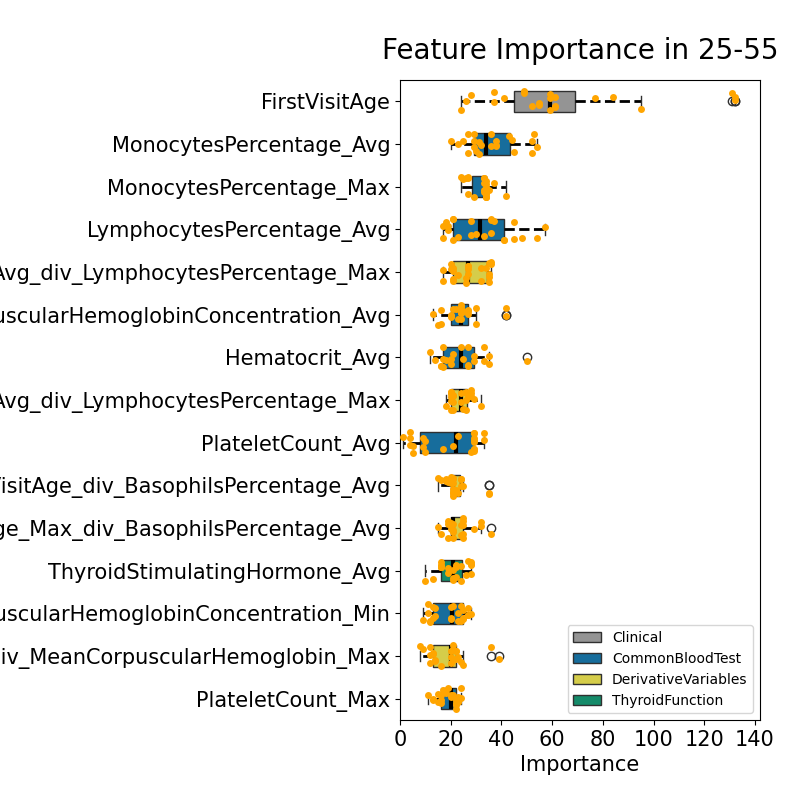 Feature Importance in 25-55
FirstVisitAge
MonocytesPercentage_Avg
MonocytesPercentage_Max
LymphocytesPercentage_Avg
Avg_div_LymphocytesPercentage_Max
uscularHemoglobinConcentration_Avg
Hematocrit_Avg
Avg_div_LymphocytesPercentage_Max
PlateletCount_Avg
VisitAge_div_BasophilsPercentage_Avg
ge_Max_div_BasophilsPercentage_Avg
ThyroidStimulatingHormone_Avg
uscularHemoglobinConcentration_Min
div_MeanCorpuscularHemoglobin_Max
PlateletCount_Max
Clinical
CommonBloodTest
DerivativeVariables
ThyroidFunction
0 20 40 60 80 100 120 140
Importance